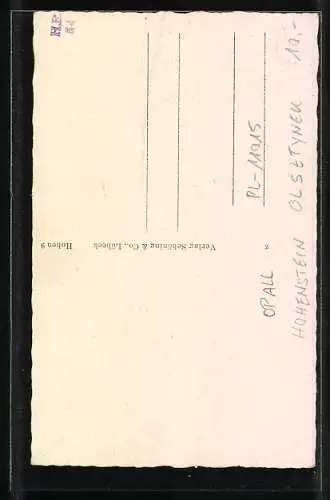 HOHENSTEIN OLSZTYNEK 10.-
OPALL PL-11015
z
Verlag Schöning & Co., Lübeck Hohen 9